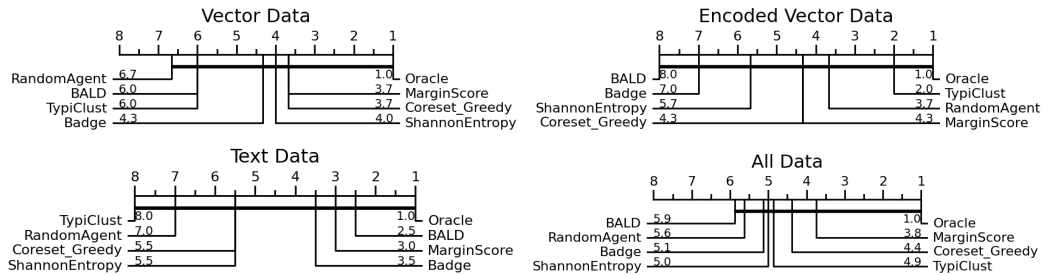 Vector Data
8 7 6 5 4 3 2 1
RandomAgent 6.7
BALD 6.0
TypiClust 6.0
Badge 4.3
1.0 Oracle
3.7 MarginScore
3.7 Coreset_Greedy
4.0 ShannonEntropy
Encoded Vector Data
8 7 6 5 4 3 2 1
BALD 8.0
Badge 7.0
ShannonEntropy 5.7
Coreset_Greedy 4.3
1.0 Oracle
2.0 TypiClust
3.7 RandomAgent
4.3 MarginScore
Text Data
8 7 6 5 4 3 2 1
TypiClust 8.0
RandomAgent 7.0
Coreset_Greedy 5.5
ShannonEntropy 5.5
1.0 Oracle
2.5 BALD
3.0 MarginScore
3.5 Badge
All Data
8 7 6 5 4 3 2 1
BALD 5.9
RandomAgent 5.6
Badge 5.1
ShannonEntropy 5.0
1.0 Oracle
3.8 MarginScore
4.4 Coreset_Greedy
4.9 TypiClust